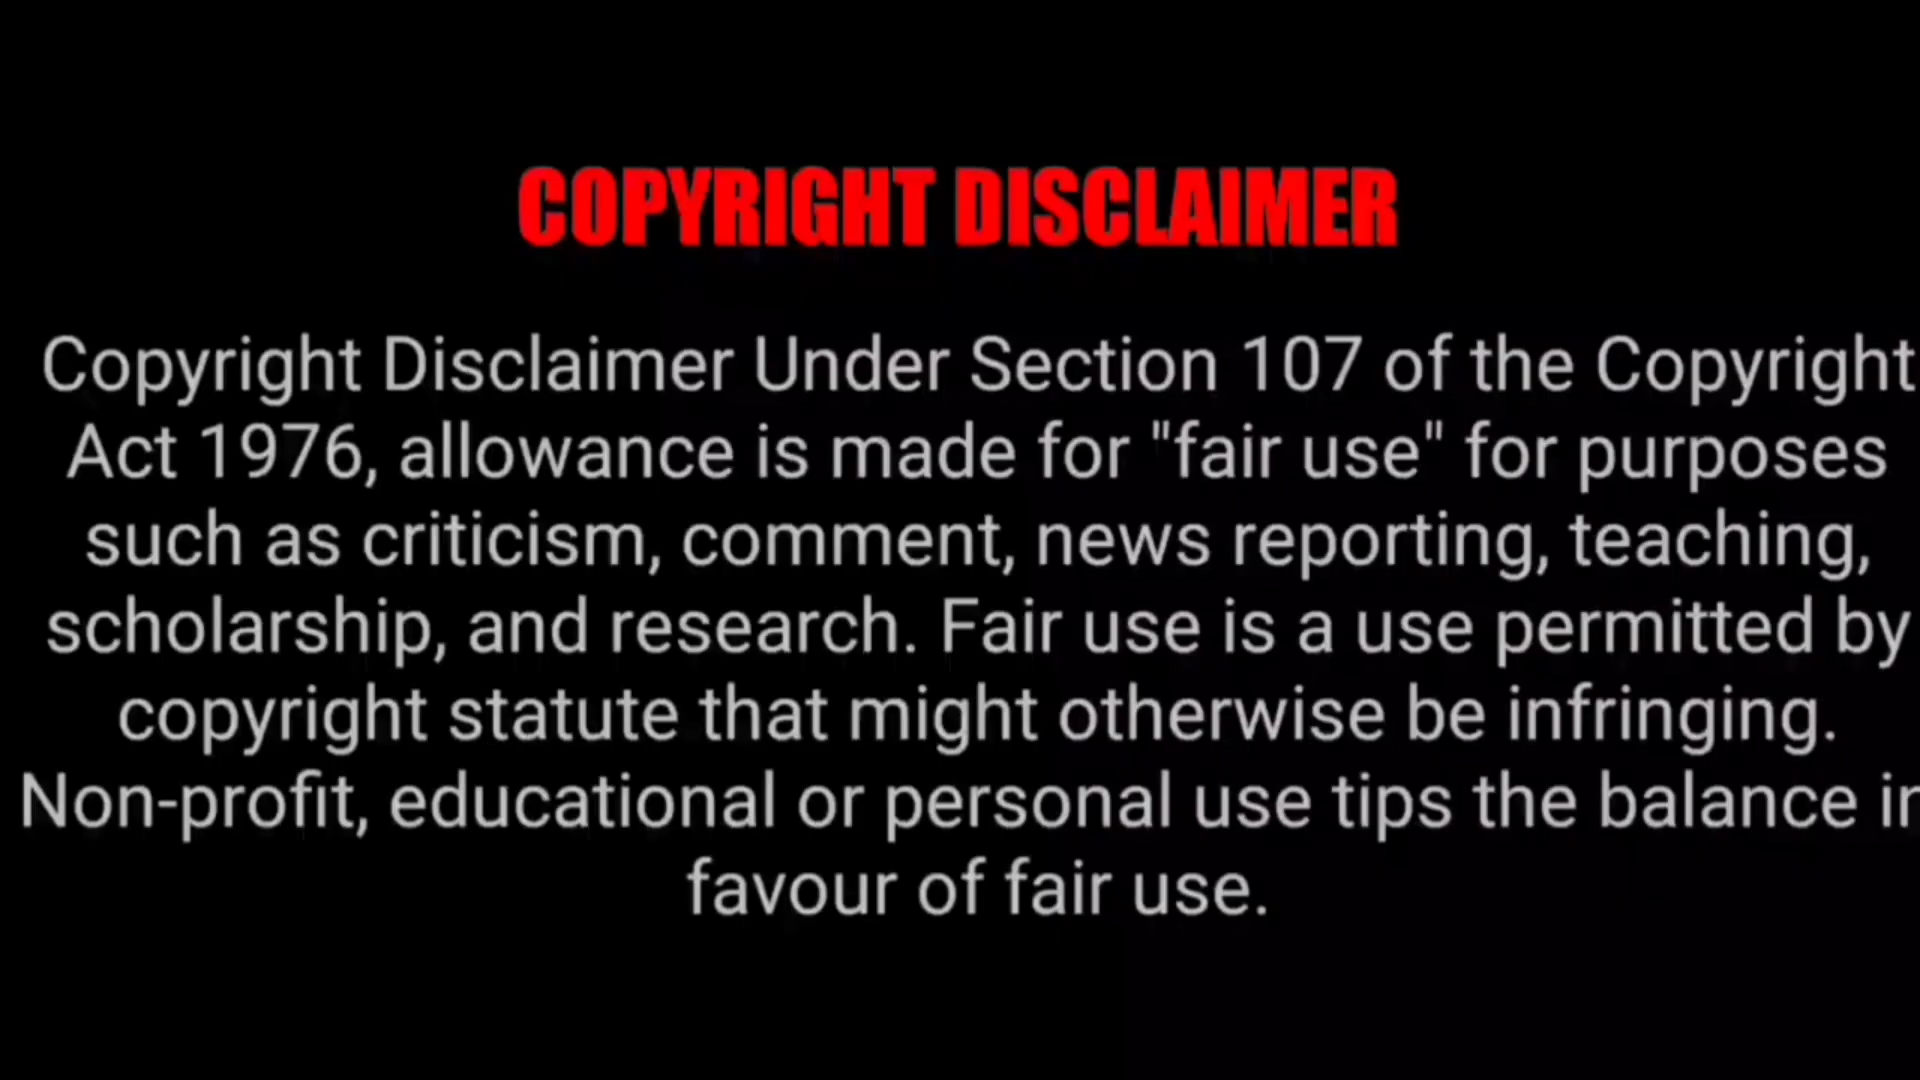 COPYRIGHT DISCLAIMER
Copyright Disclaimer Under Section 107 of the Copyright
Act 1976, allowance is made for "fair use" for purposes
such as criticism, comment, news reporting, teaching,
scholarship, and research. Fair use is a use permitted by
copyright statute that might otherwise be infringing.
Non-profit, educational or personal use tips the balance in
favour of fair use.